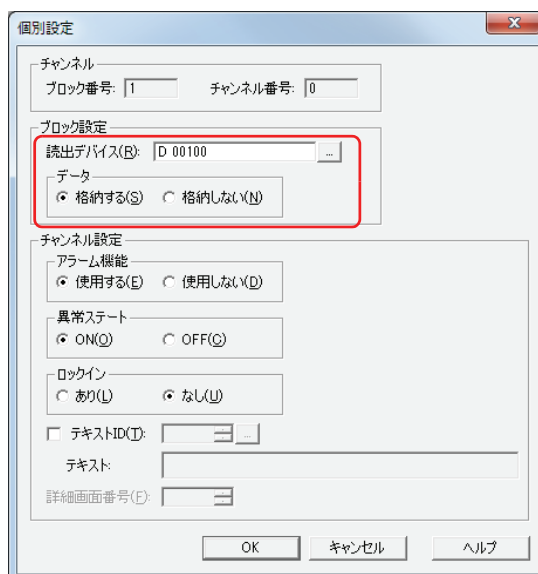 個別設定
チャンネル
ブロック番号: 1 チャンネル番号: 0
ブロック設定
読出デバイス(R): D 00100 ...
データ
格納する(S) 格納しない(N)
チャンネル設定
アラーム機能
使用する(E) 使用しない(D)
異常ステート
ON(O) OFF(C)
ロックイン
あり(L) なし(U)
テキストID(T): ...
テキスト:
詳細画面番号(F):
OK キャンセル ヘルプ